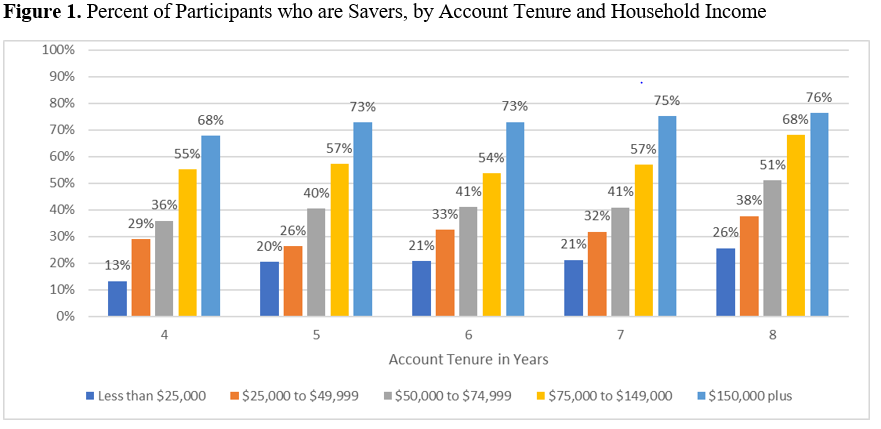 Figure 1. Percent of Participants who are Savers, by Account Tenure and Household Income
100%
90%
80%
70%
60%
50%
40%
30%
20%
10%
0%
13% 29% 36% 55% 68%
20% 26% 40% 57% 73%
21% 33% 41% 54% 73%
21% 32% 41% 57% 75%
26% 38% 51% 68% 76%
4 5 6 7 8
Account Tenure in Years
Less than $25,000 $25,000 to $49,999 $50,000 to $74,999 $75,000 to $149,000 $150,000 plus